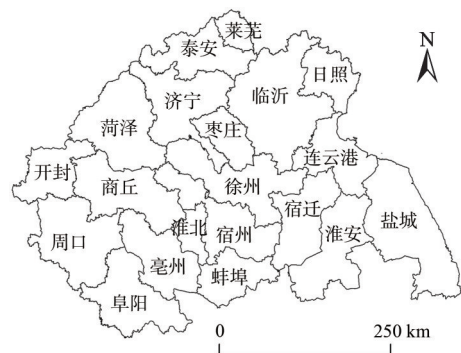 莱芜
泰安
N
日照
济宁
临沂
菏泽
枣庄
连云港
开封
商丘
徐州
宿迁
盐城
周口
淮北
宿州
淮安
亳州
蚌埠
阜阳
0
250 km